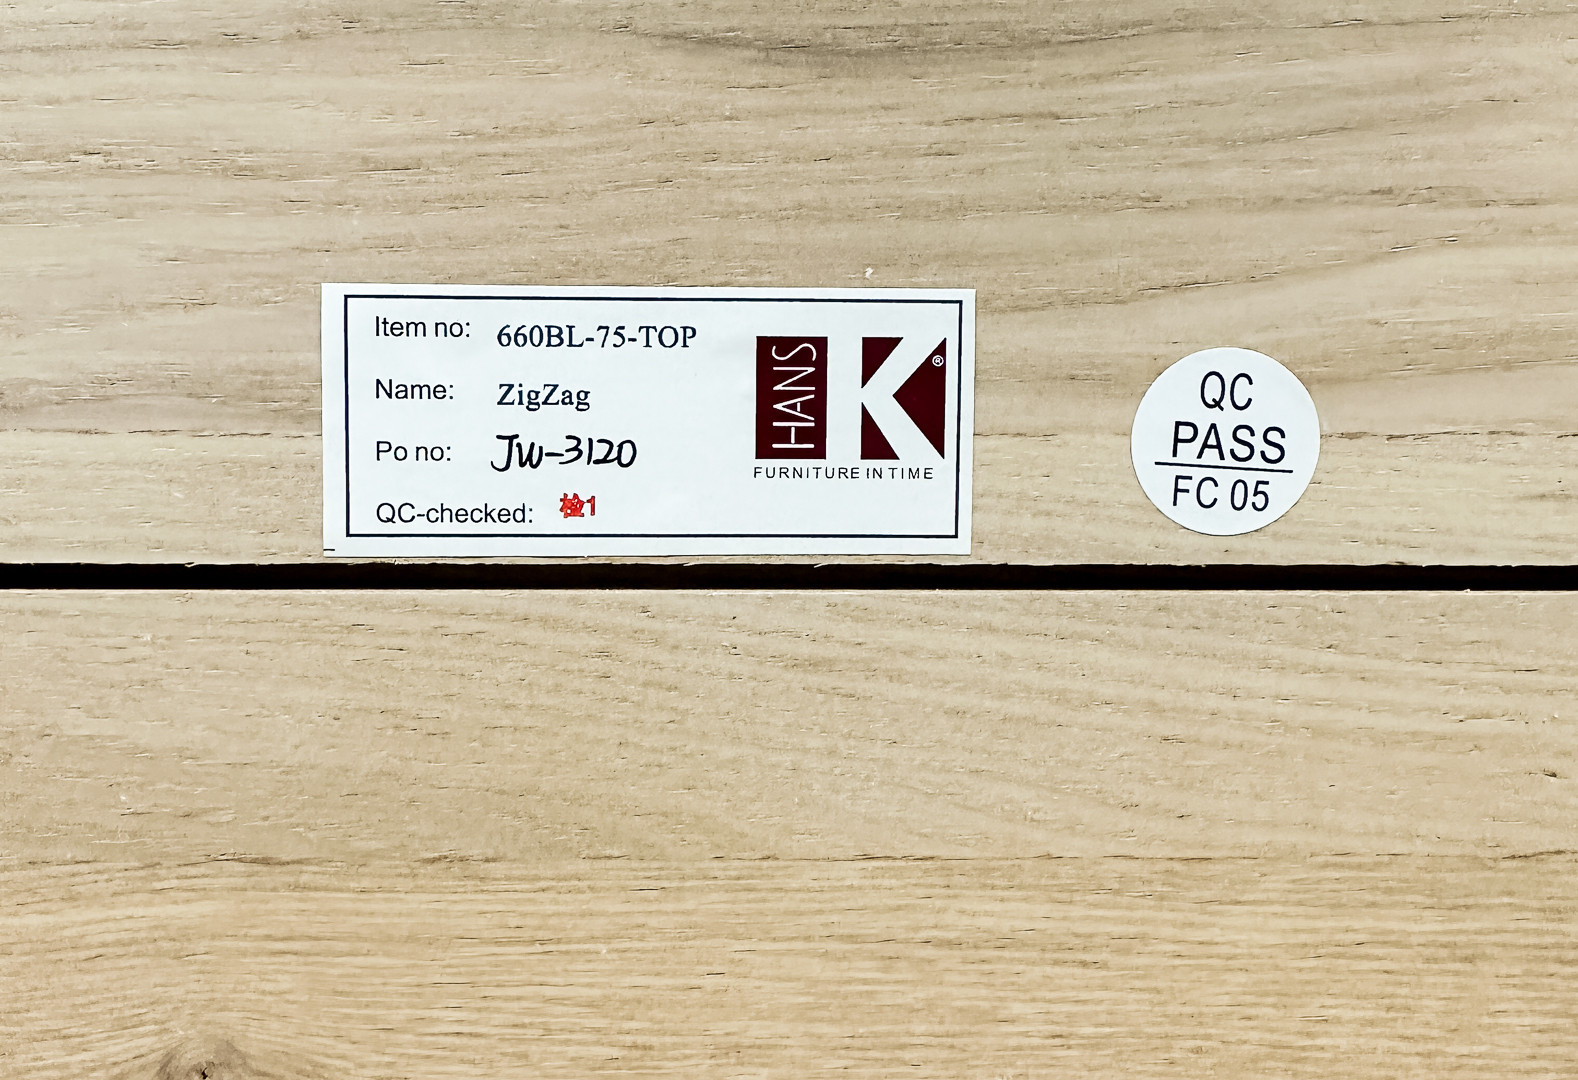 Item no: 660BL-75-TOP
Name: ZigZag
Po no: JW-3120
QC-checked: 检1
HANS K®
FURNITURE IN TIME
QC
PASS
FC 05